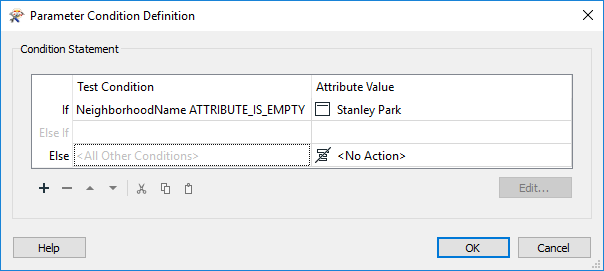 Parameter Condition Definition
Condition Statement
Test Condition Attribute Value
If NeighborhoodName ATTRIBUTE_IS_EMPTY Stanley Park
Else If
Else <All Other Conditions> <No Action>
Edit...
Help OK Cancel